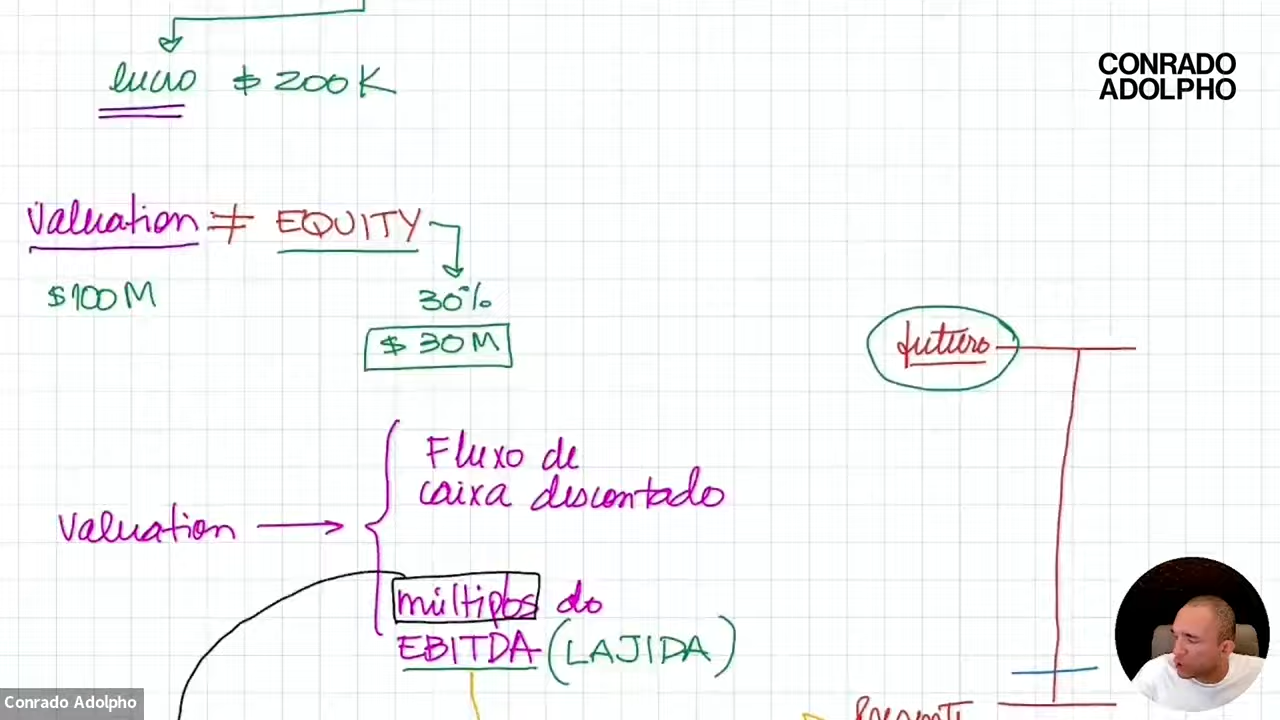 CONRADO
ADOLPHO
lucro $ 200K
Valuation ≠ EQUITY
$100M
30%
$ 30M
futuro
Fluxo de
caixa descontado
Valuation →
múltiplos do
EBITDA (LAJIDA)
Conrado Adolpho
Presente